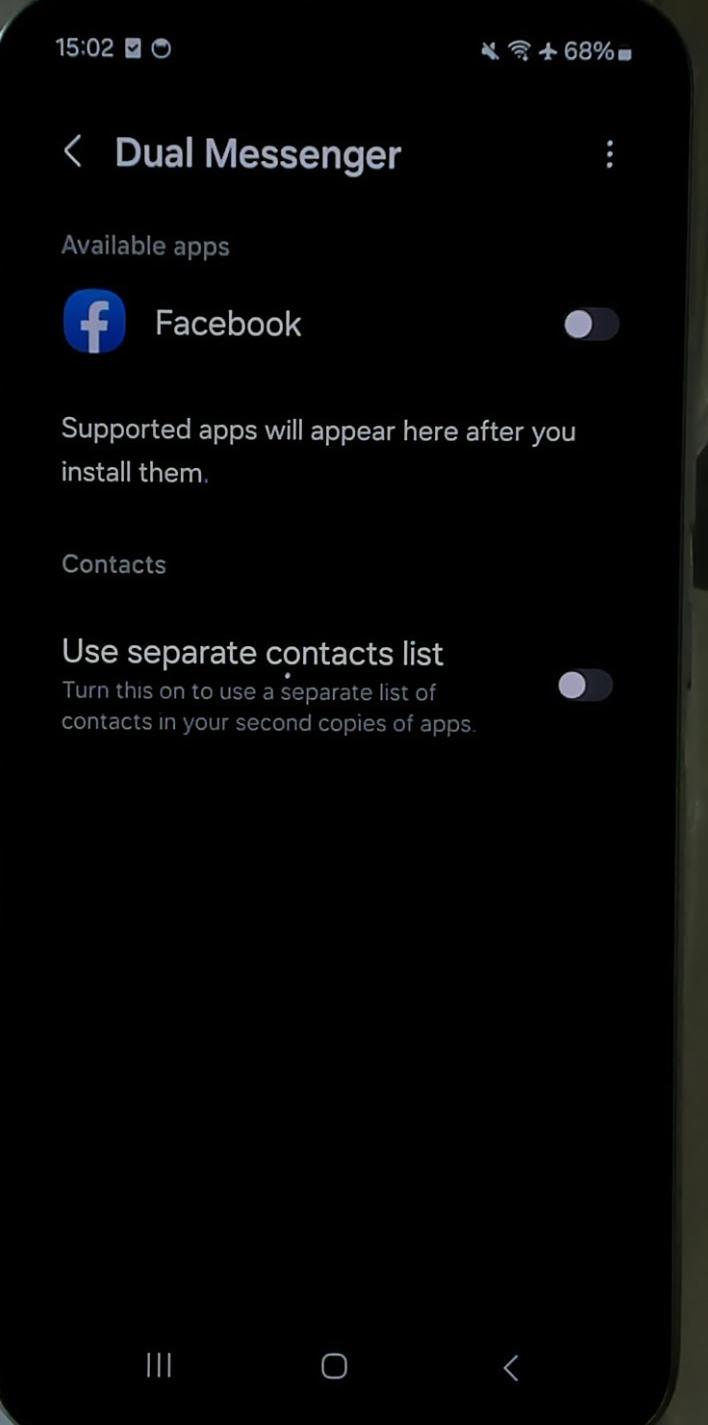 15:02 68%
Dual Messenger
Available apps
Facebook
Supported apps will appear here after you
install them.
Contacts
Use separate contacts list
Turn this on to use a separate list of
contacts in your second copies of apps.